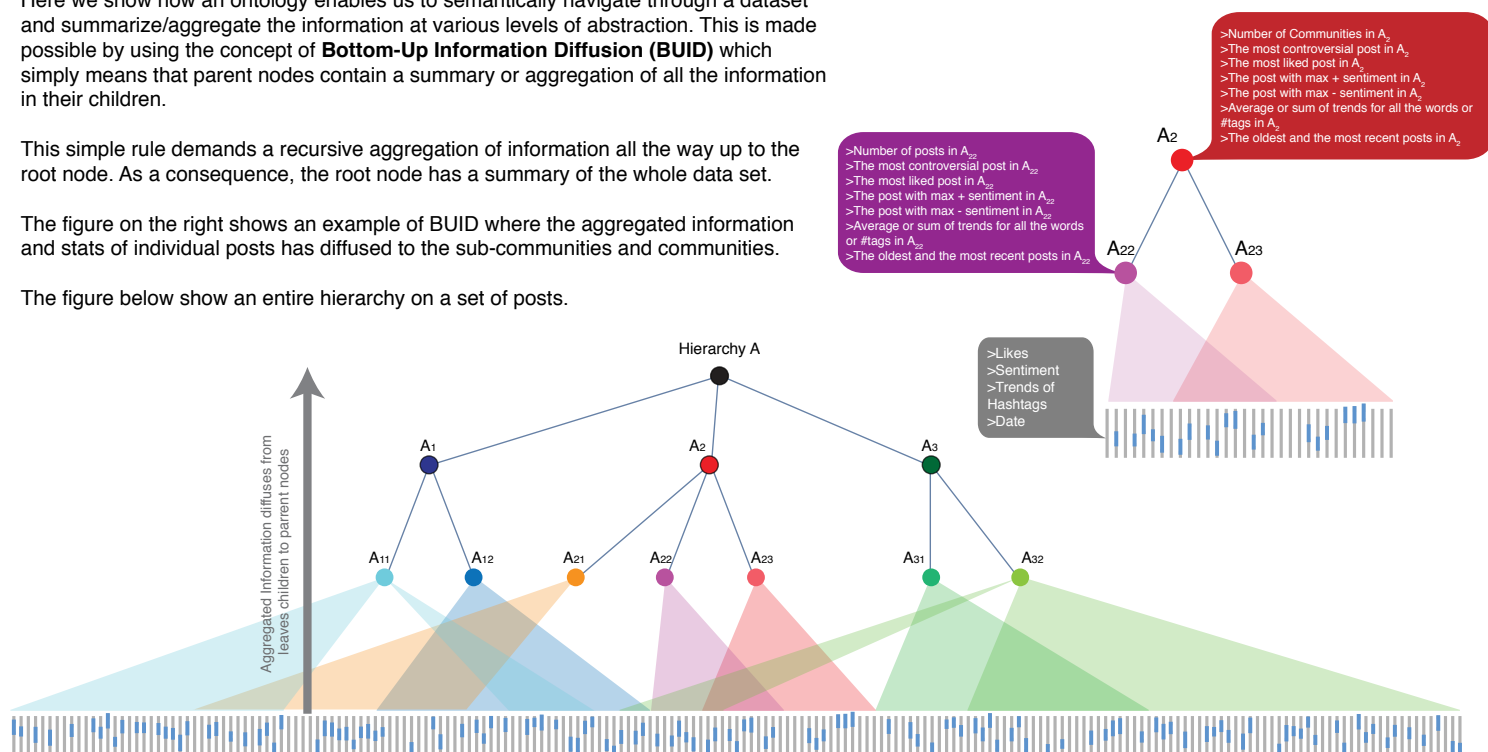 Here we show how an ontology enables us to semantically navigate through a dataset
and summarize/aggregate the information at various levels of abstraction. This is made
possible by using the concept of Bottom-Up Information Diffusion (BUID) which
simply means that parent nodes contain a summary or aggregation of all the information
in their children.
This simple rule demands a recursive aggregation of information all the way up to the
root node. As a consequence, the root node has a summary of the whole data set.
The figure on the right shows an example of BUID where the aggregated information
and stats of individual posts has diffused to the sub-communities and communities.
The figure below show an entire hierarchy on a set of posts.
>Number of Communities in A2
>The most controversial post in A2
>The most liked post in A2
>The post with max + sentiment in A2
>The post with max - sentiment in A2
>Average or sum of trends for all the words or
#tags in A2
>The oldest and the most recent posts in A2
A2
>Number of posts in A22
>The most controversial post in A22
>The most liked post in A22
>The post with max + sentiment in A22
>The post with max - sentiment in A22
>Average or sum of trends for all the words
or #tags in A22
>The oldest and the most recent posts in A22
A22
A23
>Likes
>Sentiment
>Trends of
Hashtags
>Date
Hierarchy A
A1
A2
A3
A11
A12
A21
A22
A23
A31
A32
Aggregated Information diffuses from
leaves children to parrent nodes